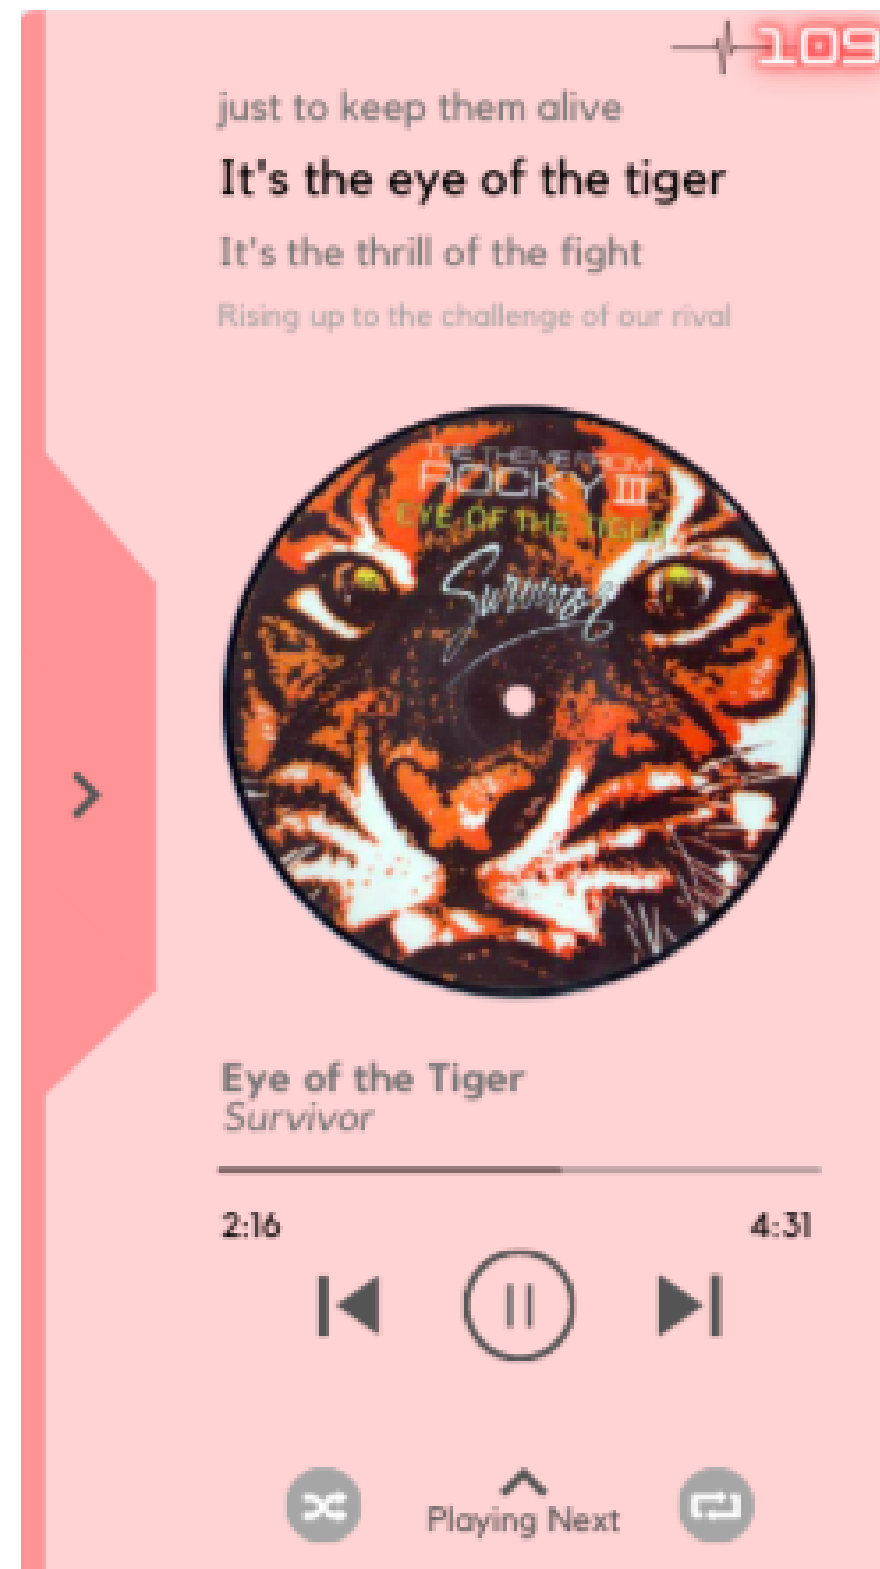 109
just to keep them alive
It's the eye of the tiger
It's the thrill of the fight
Rising up to the challenge of our rival
THE THEME FROM
ROCKY III
EYE OF THE TIGER
Survivor
Eye of the Tiger
Survivor
2:16 4:31
Playing Next